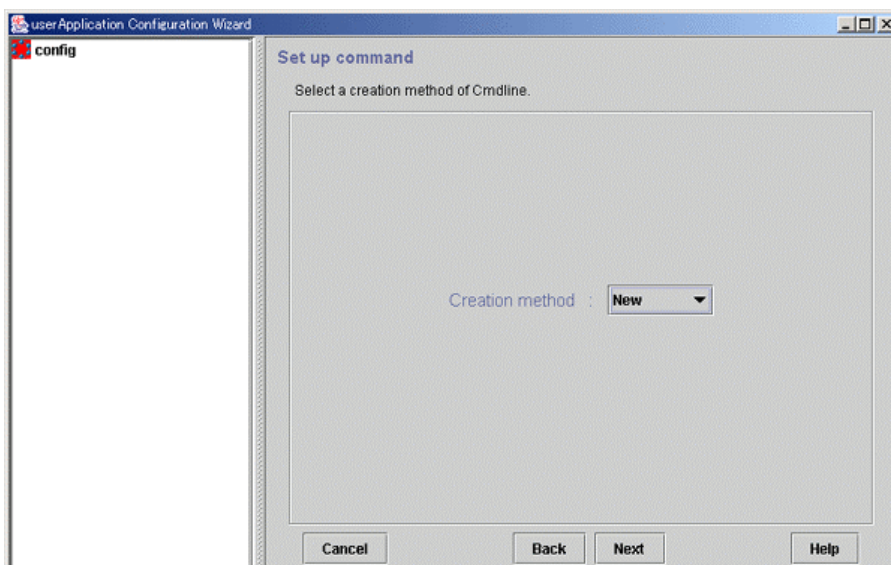 userApplication Configuration Wizard
config
Set up command
Select a creation method of Cmdline.
Creation method : New
Cancel Back Next Help